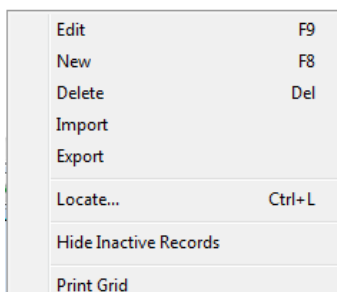 Edit F9
New F8
Delete Del
Import
Export
Locate... Ctrl+L
Hide Inactive Records
Print Grid